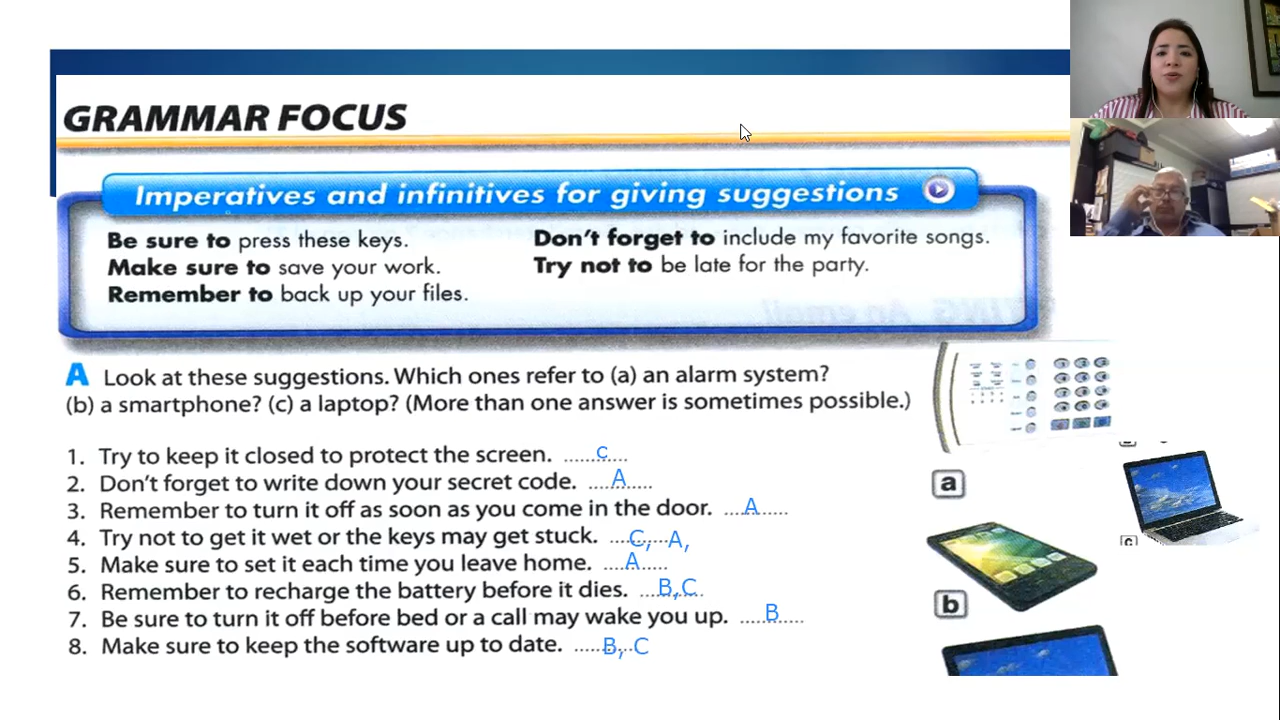 GRAMMAR FOCUS
Imperatives and infinitives for giving suggestions
Be sure to press these keys.
Make sure to save your work.
Remember to back up your files.
Don't forget to include my favorite songs.
Try not to be late for the party.
A Look at these suggestions. Which ones refer to (a) an alarm system?
(b) a smartphone? (c) a laptop? (More than one answer is sometimes possible.)
1. Try to keep it closed to protect the screen. ......c....
2. Don't forget to write down your secret code. ....A.....
3. Remember to turn it off as soon as you come in the door. ....A.....
4. Try not to get it wet or the keys may get stuck. ....C,...A,
5. Make sure to set it each time you leave home. ....A.....
6. Remember to recharge the battery before it dies. ....B,C..
7. Be sure to turn it off before bed or a call may wake you up. .....B....
8. Make sure to keep the software up to date. .....B, C
a
c
b